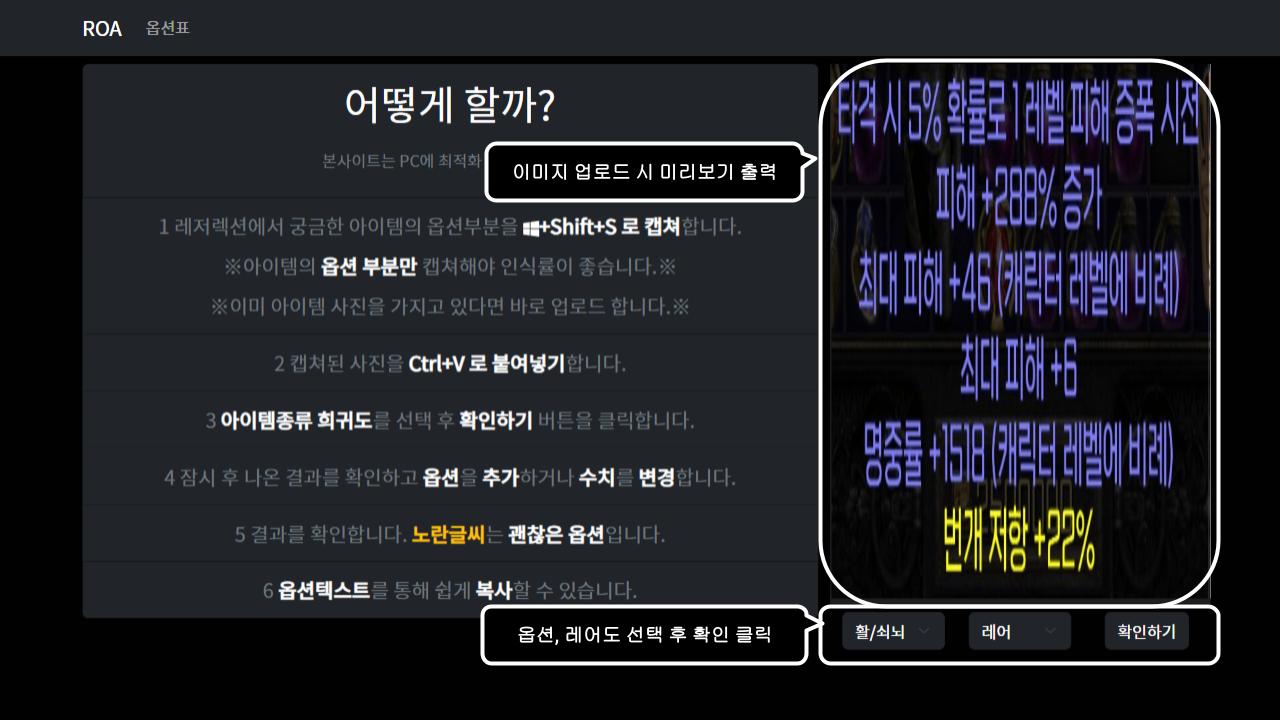 ROA 옵션표
어떻게 할까?
본사이트는 PC에 최적화
이미지 업로드 시 미리보기 출력
1 레저렉션에서 궁금한 아이템의 옵션부분을 +Shift+S 로 캡쳐합니다.
※아이템의 옵션 부분만 캡쳐해야 인식률이 좋습니다.※
※이미 아이템 사진을 가지고 있다면 바로 업로드 합니다.※
2 캡쳐된 사진을 Ctrl+V 로 붙여넣기합니다.
3 아이템종류 희귀도를 선택 후 확인하기 버튼을 클릭합니다.
4 잠시 후 나온 결과를 확인하고 옵션을 추가하거나 수치를 변경합니다.
5 결과를 확인합니다. 노란글씨는 괜찮은 옵션입니다.
6 옵션텍스트를 통해 쉽게 복사할 수 있습니다.
타격 시 5% 확률로 1 레벨 피해 증폭 시전
피해 +288% 증가
최대 피해 +46 (캐릭터 레벨에 비례)
최대 피해 +6
명중률 +1518 (캐릭터 레벨에 비례)
번개 저항 +22%
옵션, 레어도 선택 후 확인 클릭
활/쇠뇌 레어 확인하기